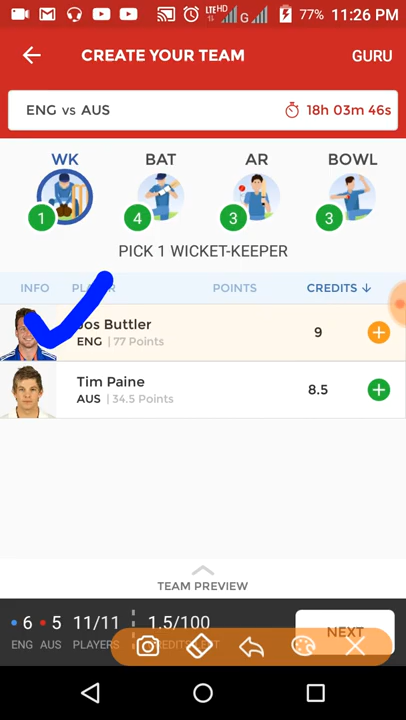 LTE HD
G
77% 11:26 PM
CREATE YOUR TEAM GURU
ENG vs AUS 18h 03m 46s
WK BAT AR BOWL
1 4 3 3
PICK 1 WICKET-KEEPER
INFO POINTS CREDITS ↓
Jos Buttler
ENG | 77 Points
9 +
Tim Paine
AUS | 34.5 Points
8.5 +
TEAM PREVIEW
6 5 11/11 1.5/100
ENG AUS PLAYERS
NEXT